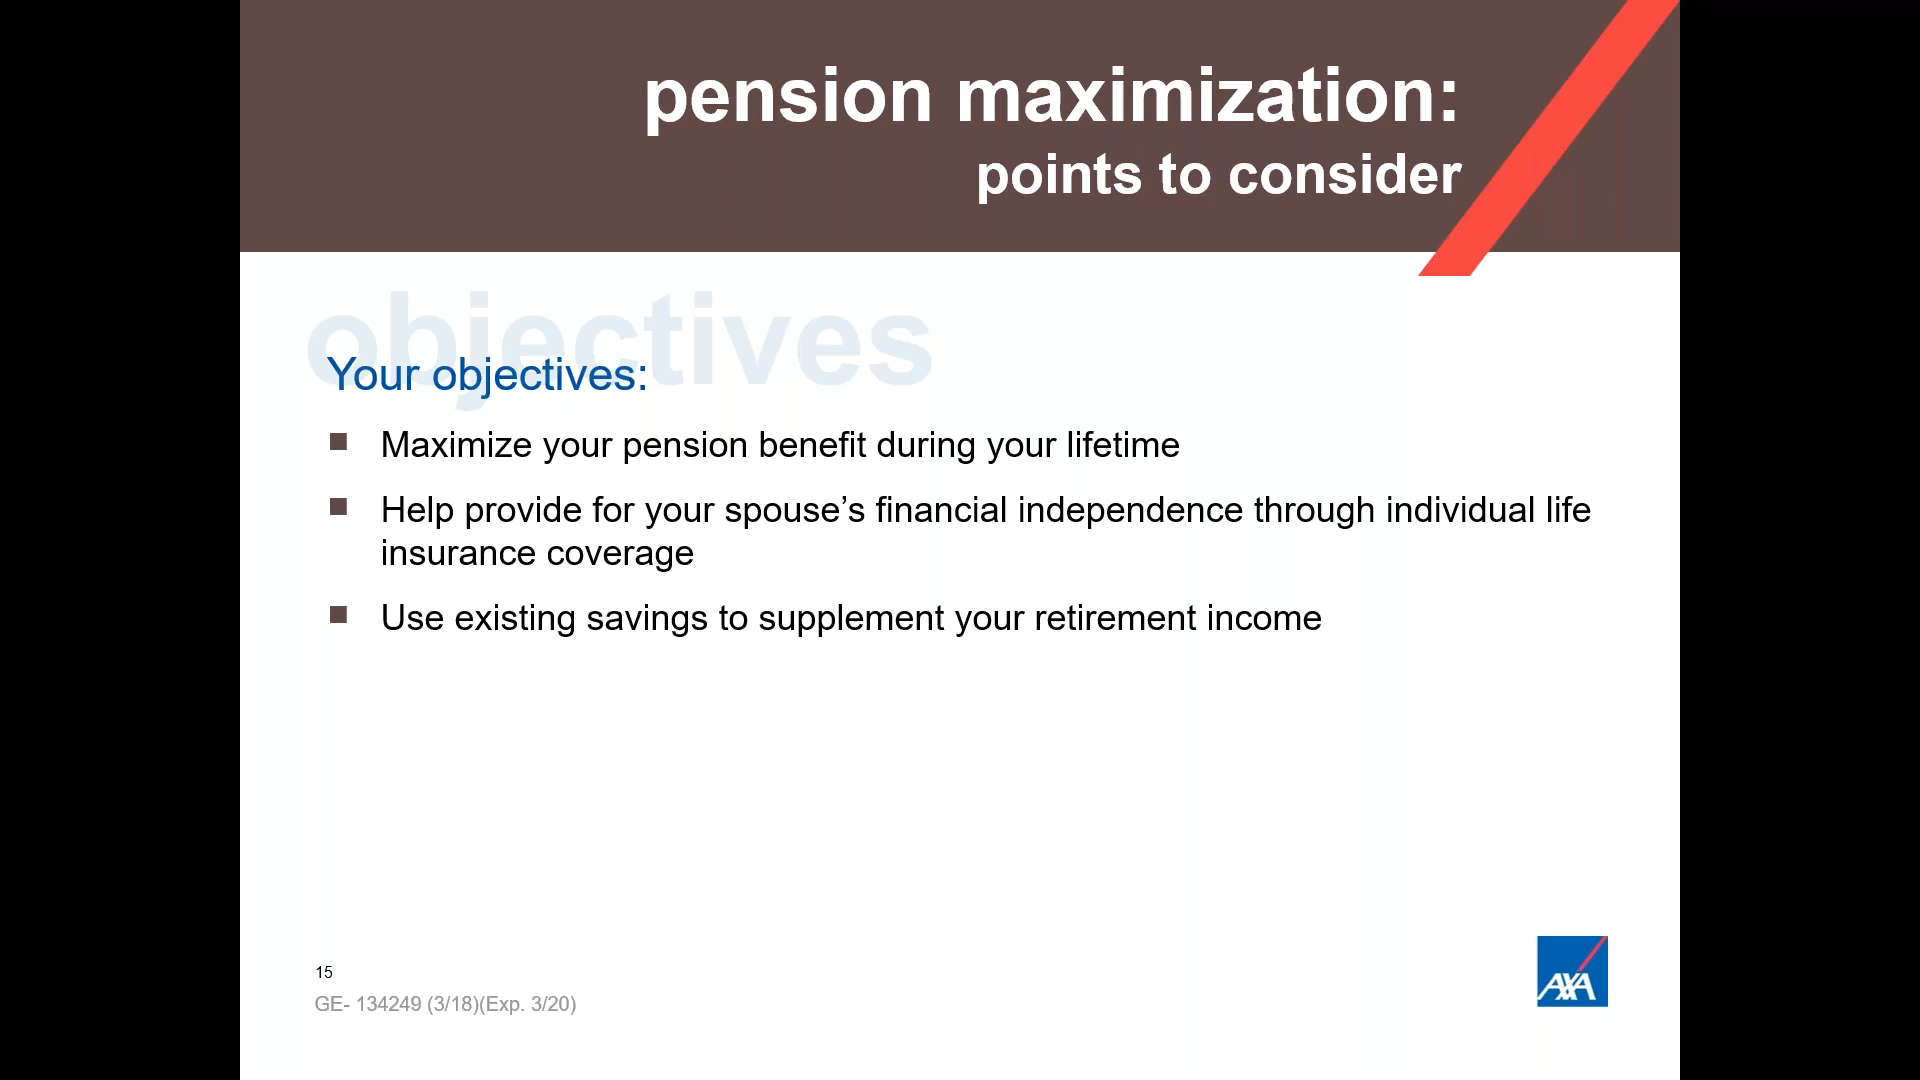 pension maximization:
points to consider
objectives
Your objectives:
Maximize your pension benefit during your lifetime
Help provide for your spouse’s financial independence through individual life
insurance coverage
Use existing savings to supplement your retirement income
15
GE- 134249 (3/18)(Exp. 3/20)
AXA